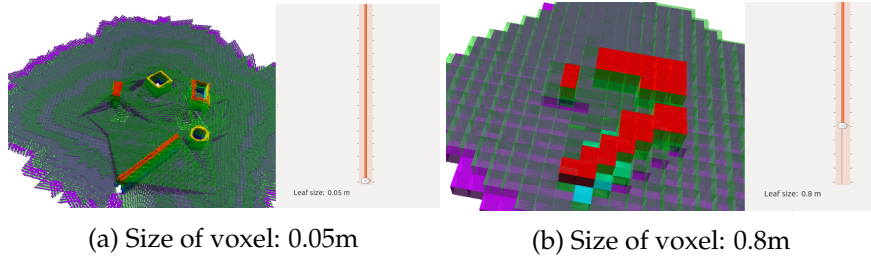 Leaf size: 0.05 m
Leaf size: 0.8 m
(a) Size of voxel: 0.05m
(b) Size of voxel: 0.8m